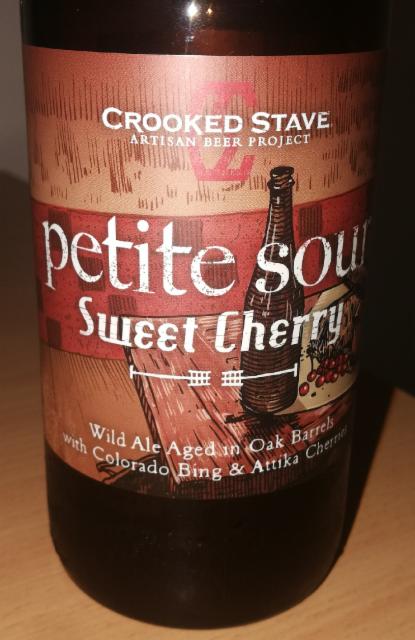 CROOKED STAVE
ARTISAN BEER PROJECT
petite sour
Sweet Cherry
Wild Ale Aged in Oak Barrels
with Colorado Bing & Attika Cherries